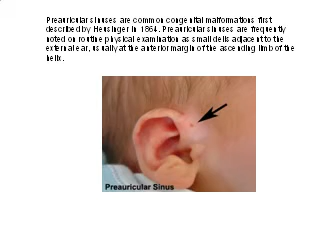 Preauricular sinuses are common congenital malformations first
described by Heusinger in 1864. Preauricular sinuses are frequently
noted on routine physical examination as small dells adjacent to the
external ear, usually at the anterior margin of the ascending limb of the
helix.
Preauricular Sinus